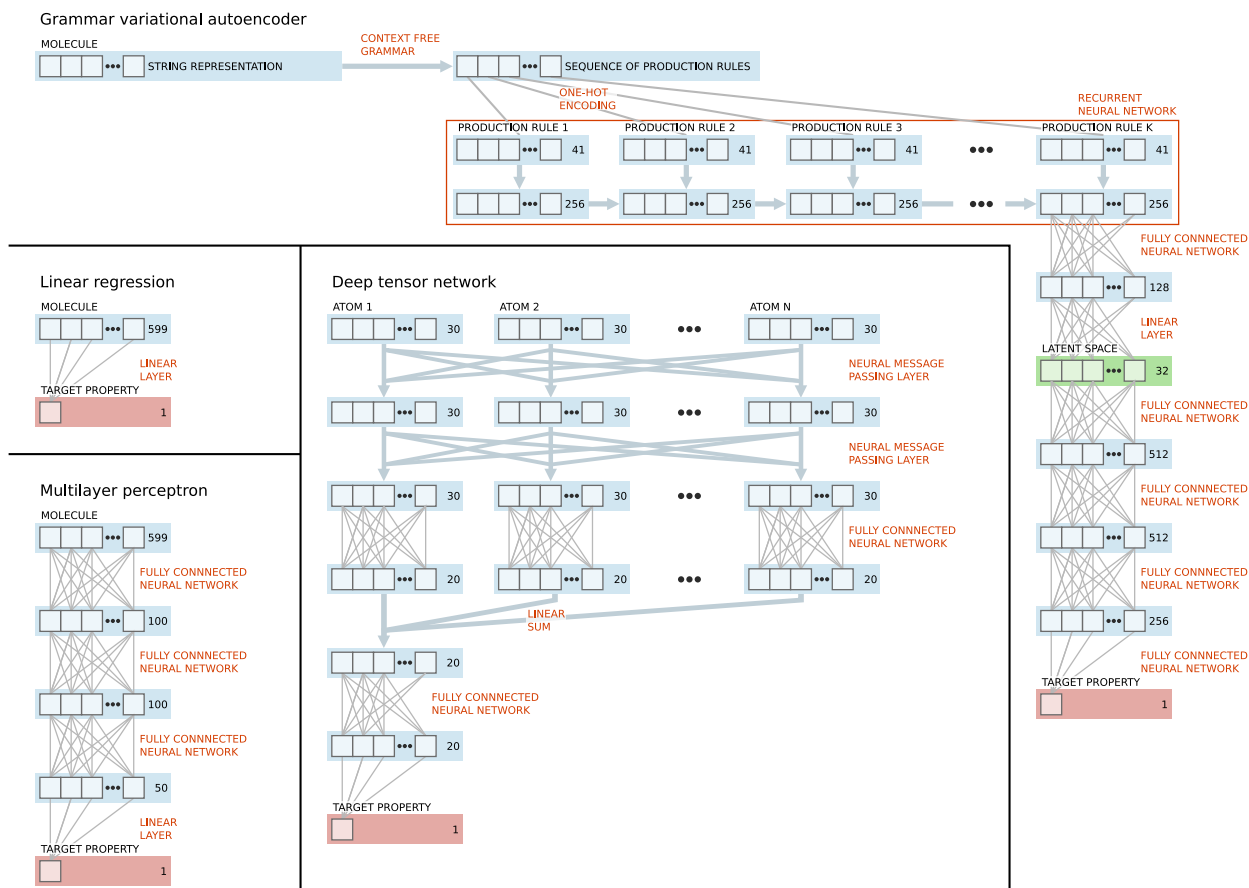 Grammar variational autoencoder
MOLECULE
••• STRING REPRESENTATION
CONTEXT FREE
GRAMMAR
••• SEQUENCE OF PRODUCTION RULES
ONE-HOT
ENCODING
RECURRENT
NEURAL NETWORK
PRODUCTION RULE 1
PRODUCTION RULE 2
PRODUCTION RULE 3
PRODUCTION RULE K
••• 41
••• 41
••• 41
•••
••• 41
••• 256
••• 256
••• 256
•••
••• 256
FULLY CONNNECTED
NEURAL NETWORK
••• 128
LINEAR
LAYER
LATENT SPACE
••• 32
FULLY CONNNECTED
NEURAL NETWORK
••• 512
FULLY CONNNECTED
NEURAL NETWORK
••• 512
FULLY CONNNECTED
NEURAL NETWORK
••• 256
FULLY CONNNECTED
NEURAL NETWORK
TARGET PROPERTY
1
Linear regression
MOLECULE
••• 599
LINEAR
LAYER
TARGET PROPERTY
1
Multilayer perceptron
MOLECULE
••• 599
FULLY CONNNECTED
NEURAL NETWORK
••• 100
FULLY CONNNECTED
NEURAL NETWORK
••• 100
FULLY CONNNECTED
NEURAL NETWORK
••• 50
LINEAR
LAYER
TARGET PROPERTY
1
Deep tensor network
ATOM 1
ATOM 2
ATOM N
••• 30
••• 30
•••
••• 30
NEURAL MESSAGE
PASSING LAYER
••• 30
••• 30
•••
••• 30
NEURAL MESSAGE
PASSING LAYER
••• 30
••• 30
•••
••• 30
FULLY CONNNECTED
NEURAL NETWORK
••• 20
••• 20
•••
••• 20
LINEAR
SUM
••• 20
FULLY CONNNECTED
NEURAL NETWORK
••• 20
TARGET PROPERTY
1